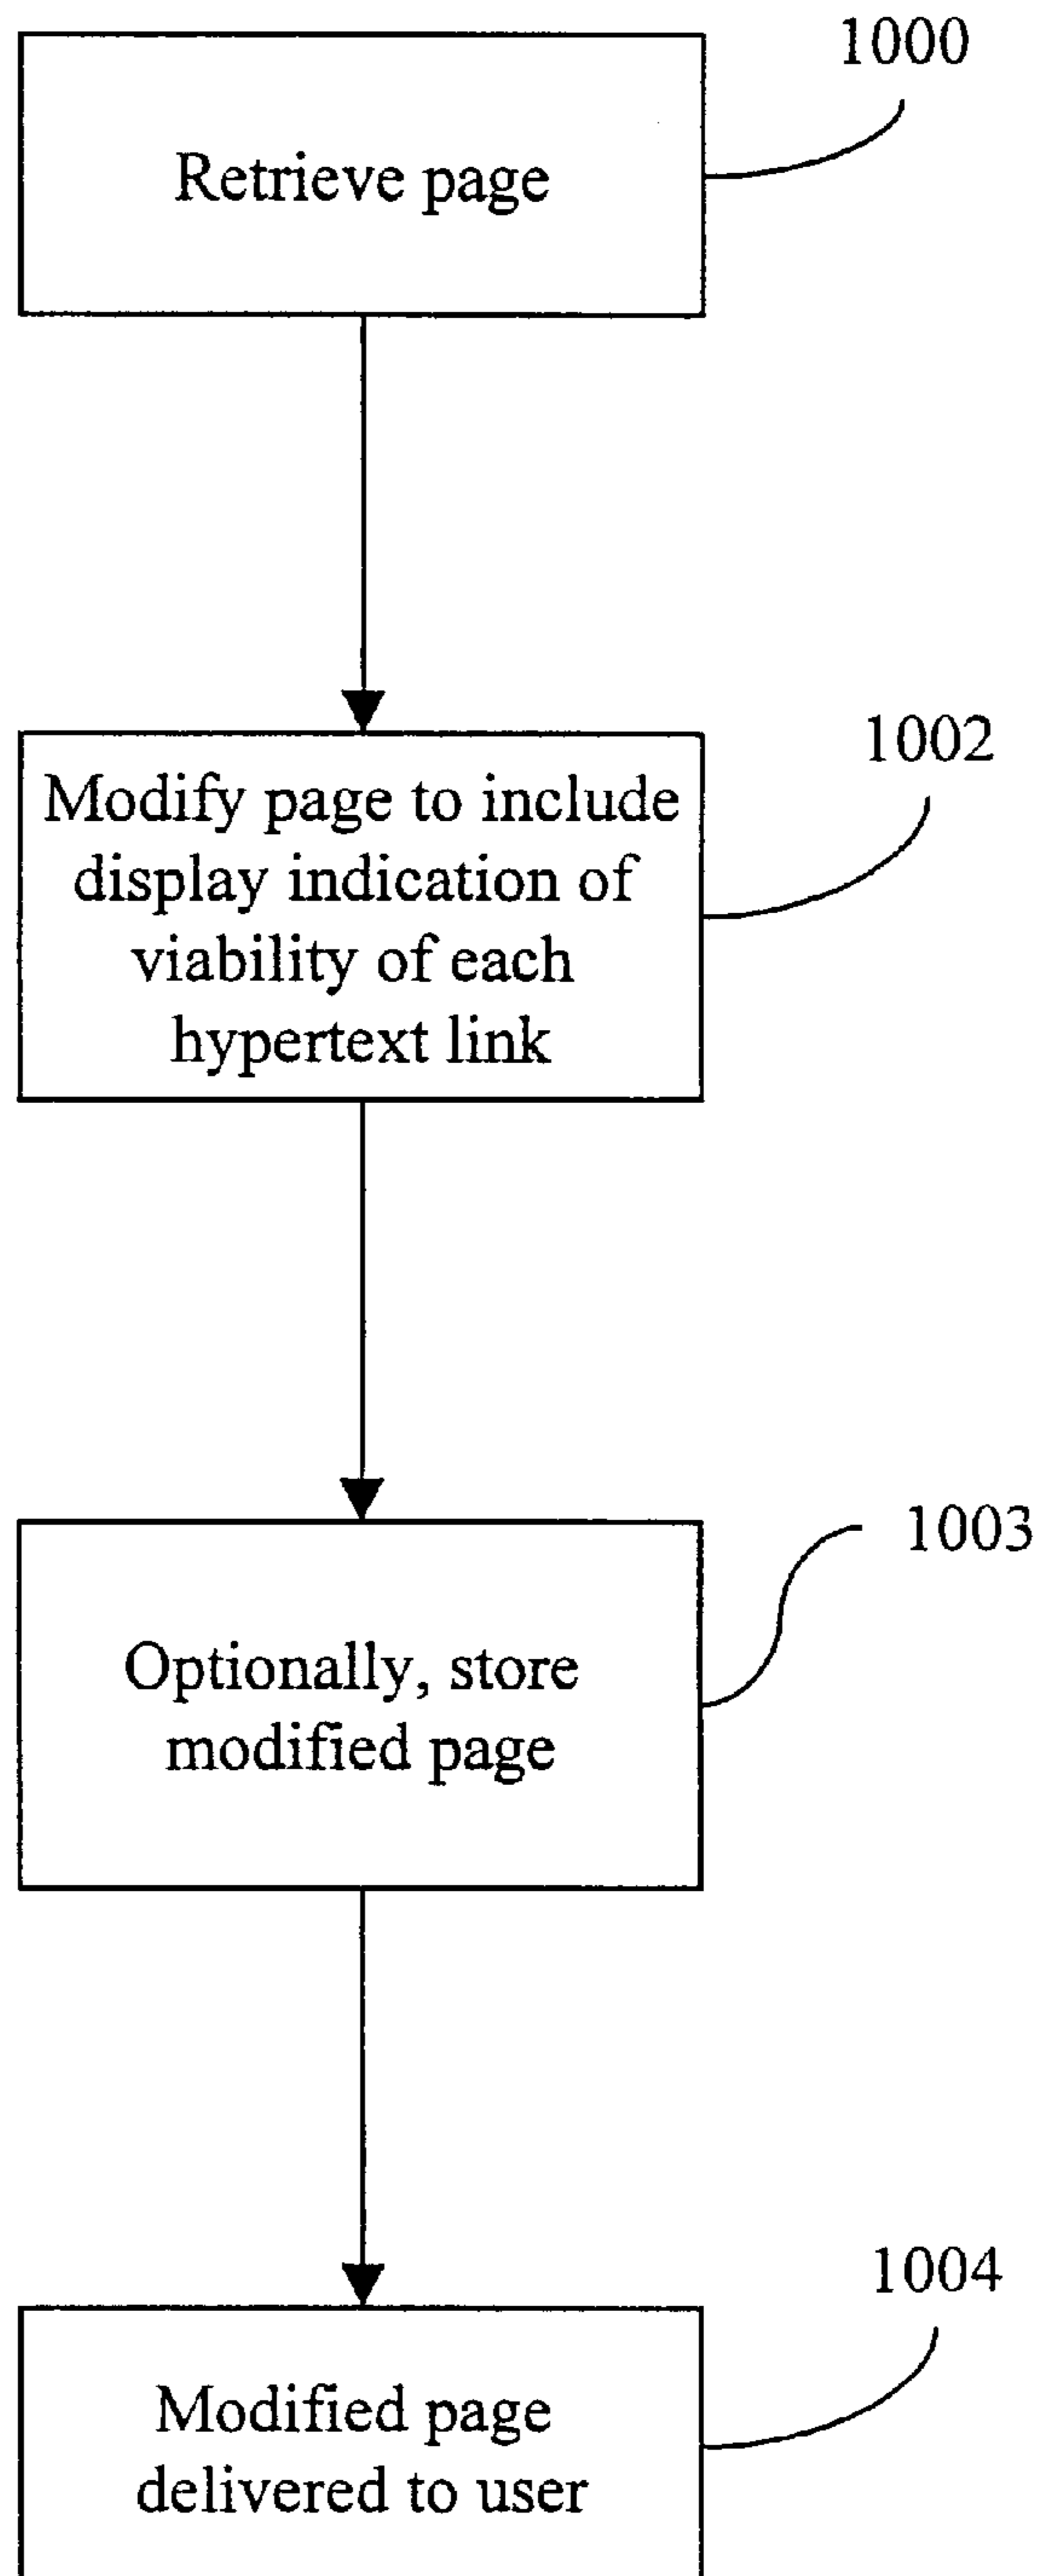 1000
Retrieve page
1002
Modify page to include
display indication of
viability of each
hypertext link
1003
Optionally, store
modified page
1004
Modified page
delivered to user